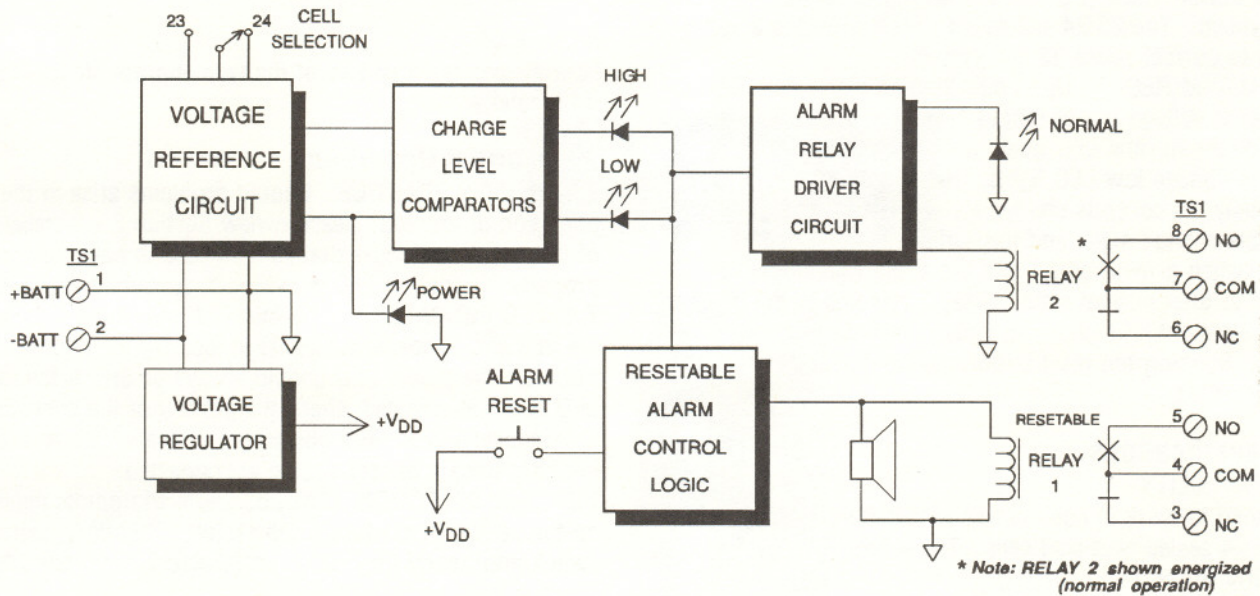 23
24
CELL
SELECTION
VOLTAGE
REFERENCE
CIRCUIT
CHARGE
LEVEL
COMPARATORS
HIGH
LOW
ALARM
RELAY
DRIVER
CIRCUIT
NORMAL
TS1
+BATT
1
-BATT
2
POWER
RELAY
2
*
TS1
8
NO
7
COM
6
NC
VOLTAGE
REGULATOR
+VDD
ALARM
RESET
+VDD
RESETABLE
ALARM
CONTROL
LOGIC
RESETABLE
RELAY
1
5
NO
4
COM
3
NC
* Note: RELAY 2 shown energized
(normal operation)